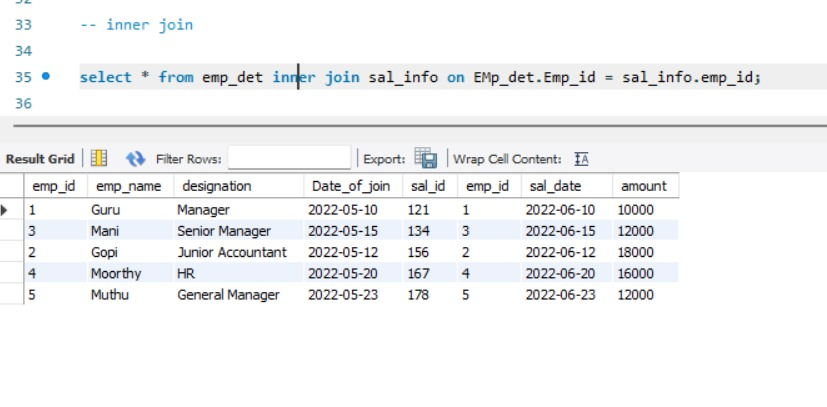 33 -- inner join
34
35 select * from emp_det inner join sal_info on EMp_det.Emp_id = sal_info.emp_id;
36
Result Grid Filter Rows: Export: Wrap Cell Content: IA
emp_id emp_name designation Date_of_join sal_id emp_id sal_date amount
1 Guru Manager 2022-05-10 121 1 2022-06-10 10000
3 Mani Senior Manager 2022-05-15 134 3 2022-06-15 12000
2 Gopi Junior Accountant 2022-05-12 156 2 2022-06-12 18000
4 Moorthy HR 2022-05-20 167 4 2022-06-20 16000
5 Muthu General Manager 2022-05-23 178 5 2022-06-23 12000